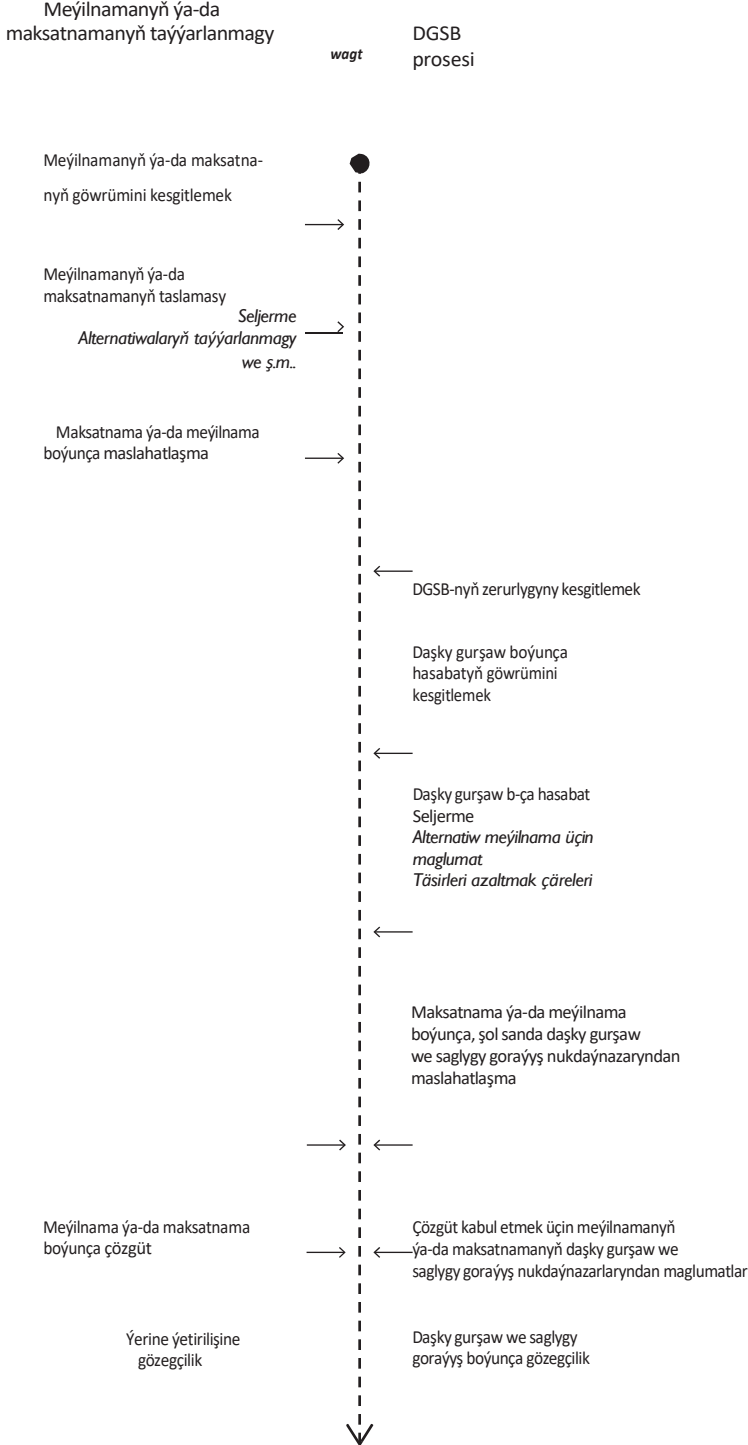 Meýilnamanyň ýa-da
maksatnamanyň taýýarlanmagy
wagt
DGSB
prosesi
Meýilnamanyň ýa-da maksatna-
nyň göwrümini kesgitlemek
Meýilnamanyň ýa-da
maksatnamanyň taslamasy
Seljerme
Alternatiwalaryň taýýarlanmagy
we ş.m..
Maksatnama ýa-da meýilnama
boýunça maslahatlaşma
DGSB-nyň zerurlygyny kesgitlemek
Daşky gurşaw boýunça
hasabatyň göwrümini
kesgitlemek
Daşky gurşaw b-ça hasabat
Seljerme
Alternatiw meýilnama üçin
maglumat
Täsirleri azaltmak çäreleri
Maksatnama ýa-da meýilnama
boýunça, şol sanda daşky gurşaw
we saglygy goraýyş nukdaýnazaryndan
maslahatlaşma
Meýilnama ýa-da maksatnama
boýunça çözgüt
Çözgüt kabul etmek üçin meýilnamanyň
ýa-da maksatnamanyň daşky gurşaw we
saglygy goraýyş nukdaýnazarlaryndan maglumatlar
Ýerine ýetirilişine
gözegçilik
Daşky gurşaw we saglygy
goraýyş boýunça gözegçilik